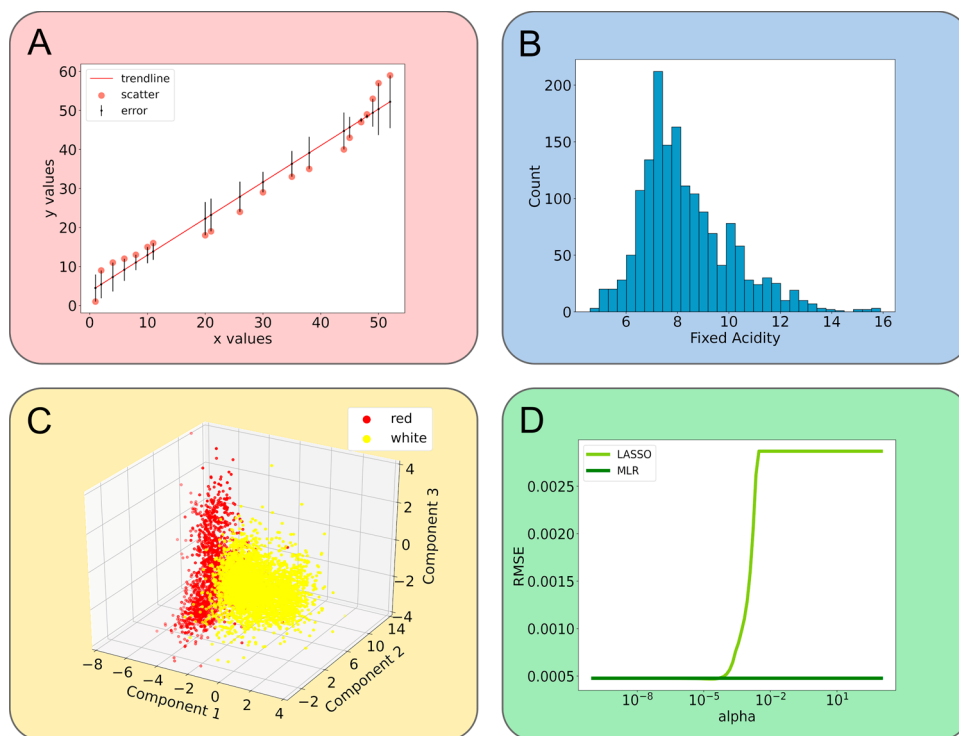 A
trendline
scatter
error
60
50
40
30
20
10
0
y values
0 10 20 30 40 50
x values
B
200
150
100
50
0
Count
6 8 10 12 14 16
Fixed Acidity
C
red
white
4
2
0
−2
−4
Component 3
−8 −6 −4 −2 0 2 4
Component 1
−2 2 6 10 14
Component 2
D
LASSO
MLR
0.0025
0.0020
0.0015
0.0010
0.0005
RMSE
10⁻⁸ 10⁻⁵ 10⁻² 10¹
alpha